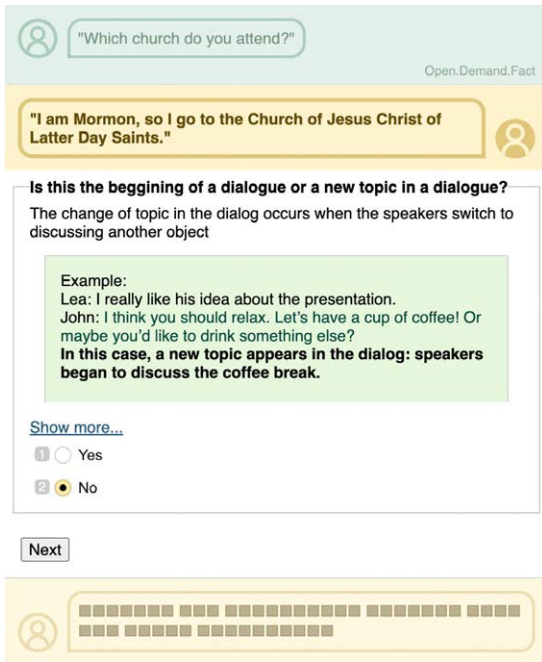 "Which church do you attend?"
Open.Demand.Fact
"I am Mormon, so I go to the Church of Jesus Christ of
Latter Day Saints."
Is this the beggining of a dialogue or a new topic in a dialogue?
The change of topic in the dialog occurs when the speakers switch to
discussing another object
Example:
Lea: I really like his idea about the presentation.
John: I think you should relax. Let's have a cup of coffee! Or
maybe you'd like to drink something else?
In this case, a new topic appears in the dialog: speakers
began to discuss the coffee break.
Show more...
1 Yes
2 No
Next